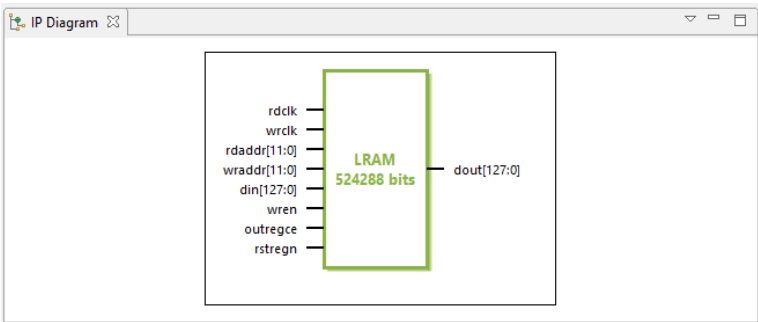 IP Diagram
rdclk
wrclk
rdaddr[11:0]
wraddr[11:0]
din[127:0]
wren
outregce
rstregn
LRAM
524288 bits
dout[127:0]